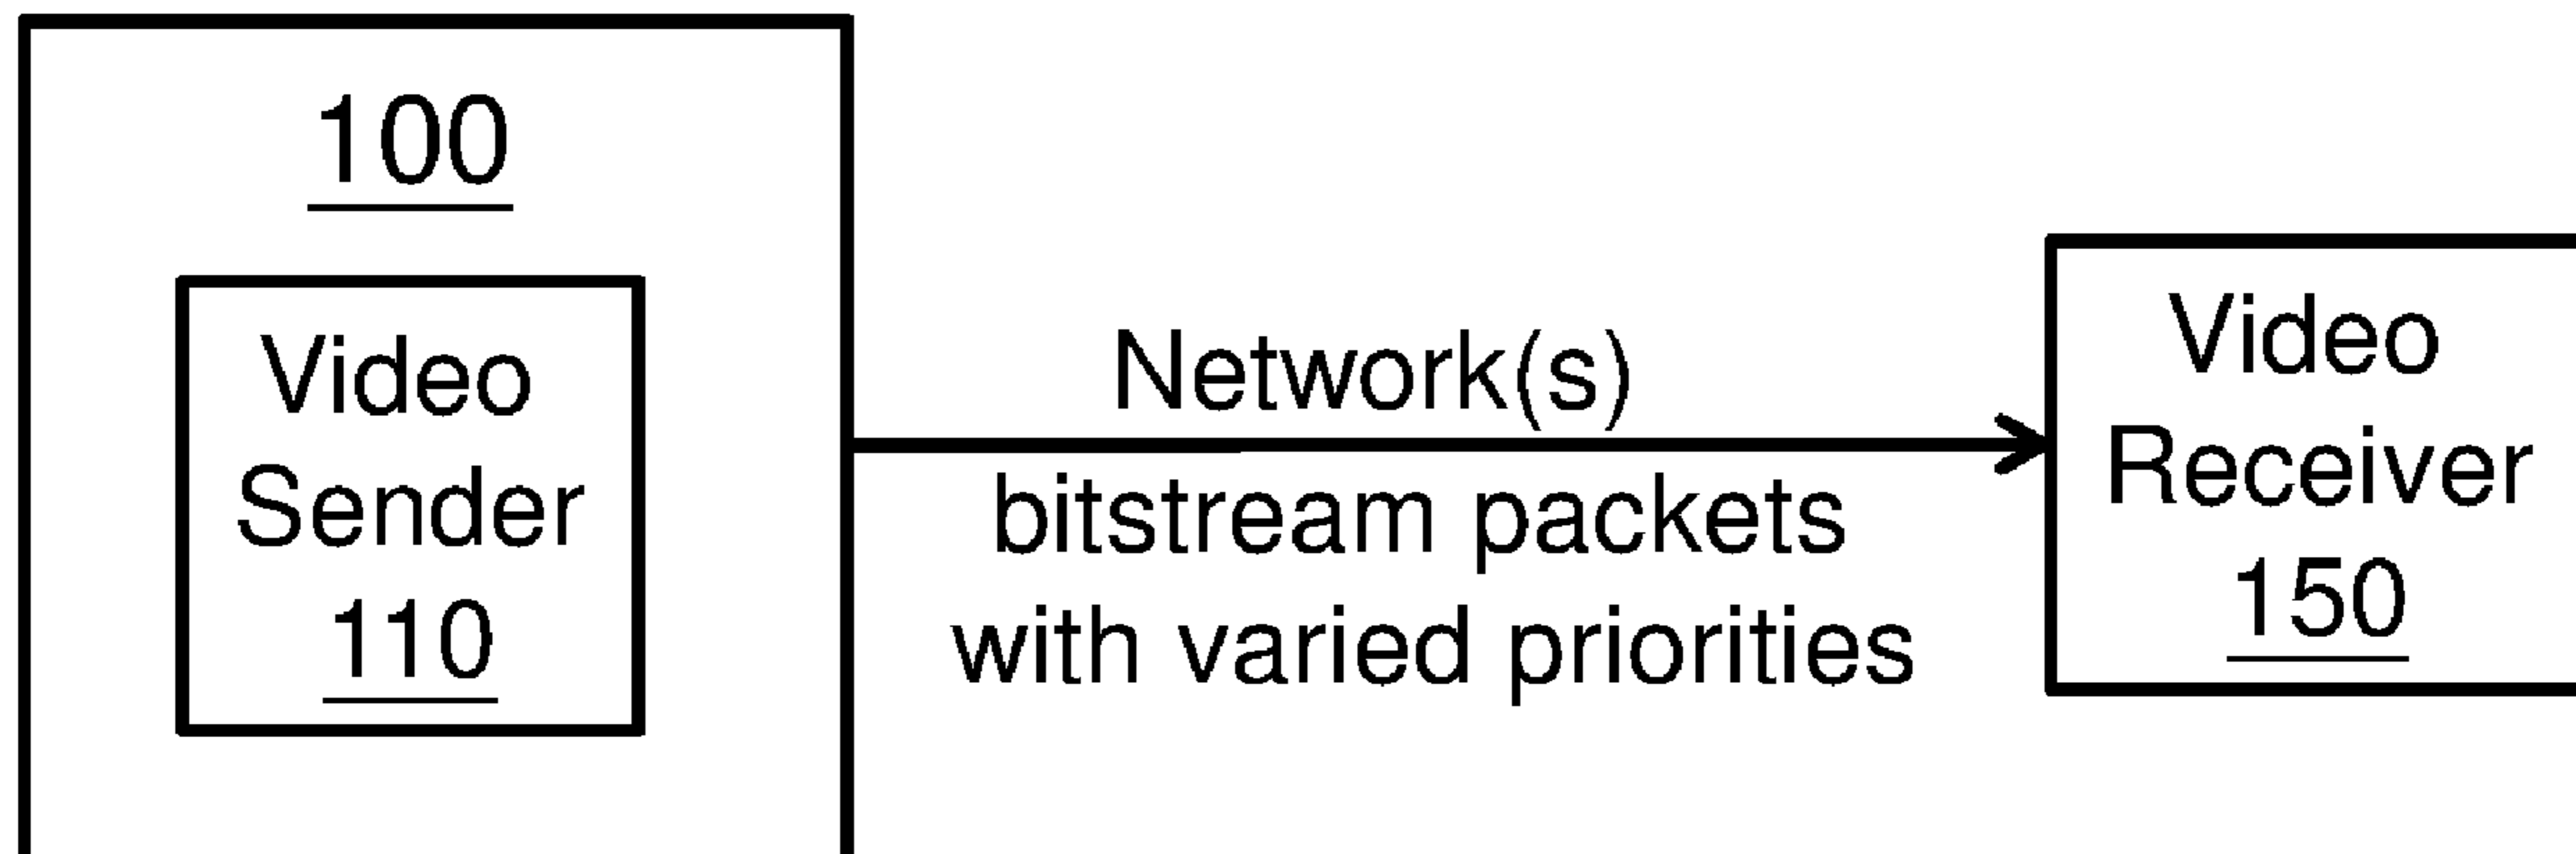 100
Video
Sender
110
Network(s)
bitstream packets
with varied priorities
Video
Receiver
150